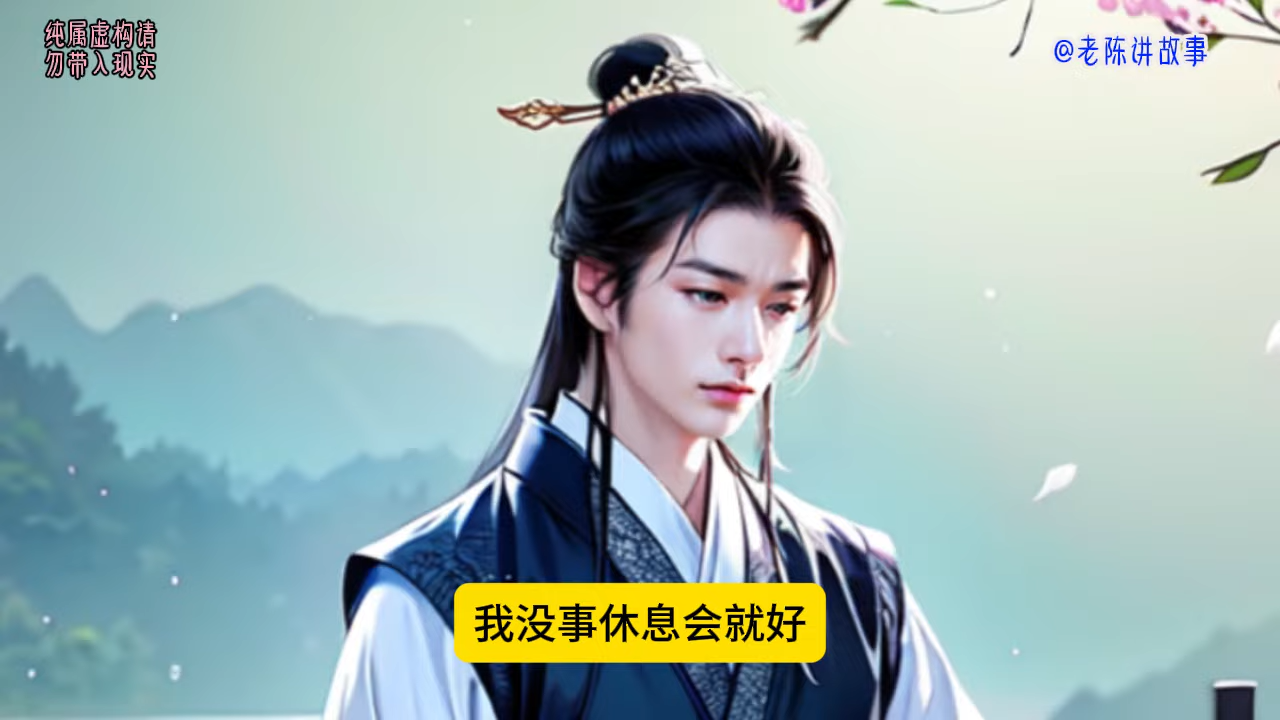 纯属虚构请
勿带入现实
@老陈讲故事
我没事休息会就好